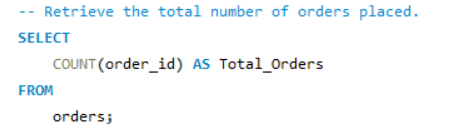 -- Retrieve the total number of orders placed.
SELECT
    COUNT(order_id) AS Total_Orders
FROM
    orders;